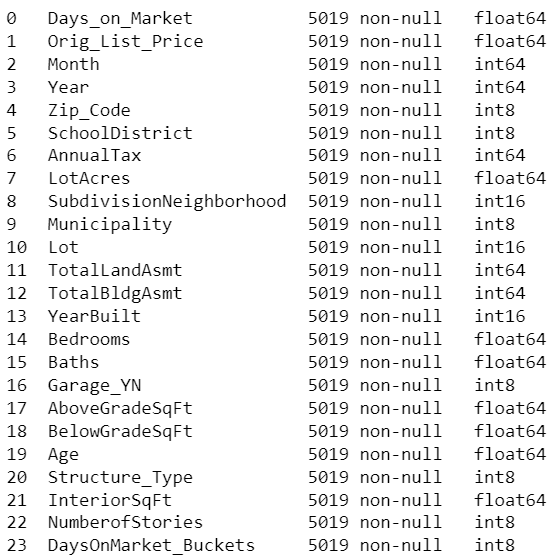 0 Days_on_Market 5019 non-null float64
1 Orig_List_Price 5019 non-null float64
2 Month 5019 non-null int64
3 Year 5019 non-null int64
4 Zip_Code 5019 non-null int8
5 SchoolDistrict 5019 non-null int8
6 AnnualTax 5019 non-null int64
7 LotAcres 5019 non-null float64
8 SubdivisionNeighborhood 5019 non-null int16
9 Municipality 5019 non-null int8
10 Lot 5019 non-null int16
11 TotalLandAsmt 5019 non-null int64
12 TotalBldgAsmt 5019 non-null int64
13 YearBuilt 5019 non-null int16
14 Bedrooms 5019 non-null float64
15 Baths 5019 non-null float64
16 Garage_YN 5019 non-null int8
17 AboveGradeSqFt 5019 non-null float64
18 BelowGradeSqFt 5019 non-null float64
19 Age 5019 non-null float64
20 Structure_Type 5019 non-null int8
21 InteriorSqFt 5019 non-null float64
22 NumberofStories 5019 non-null int8
23 DaysOnMarket_Buckets 5019 non-null int8